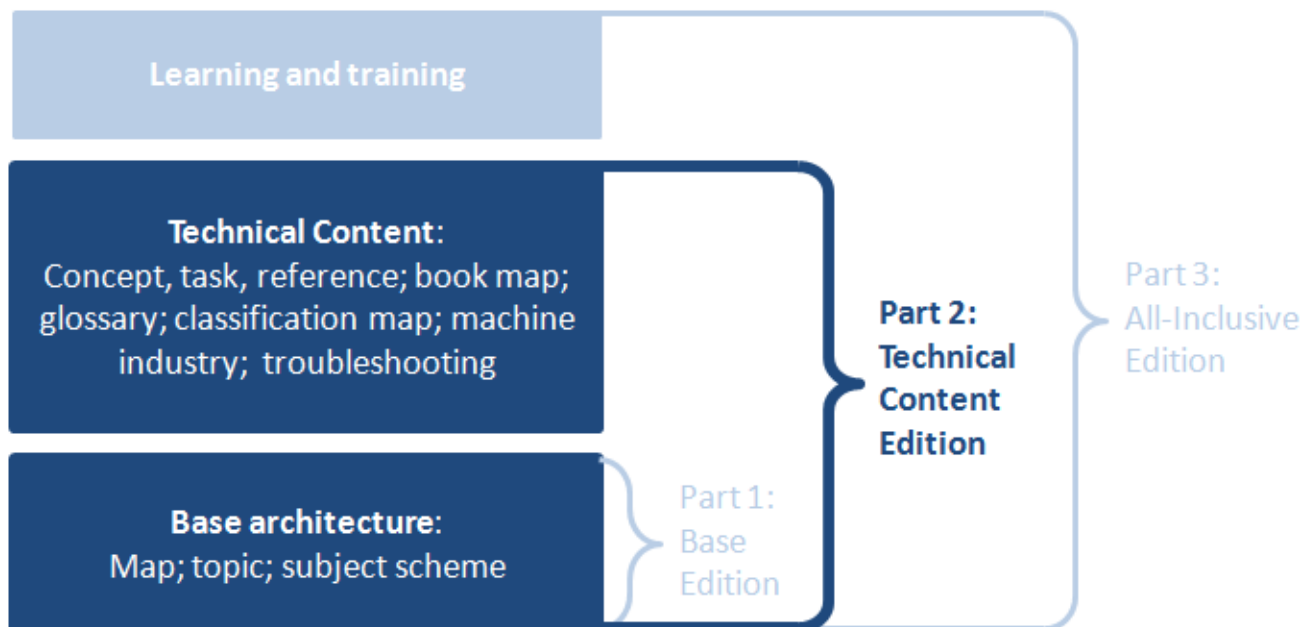 Learning and training
Technical Content:
Concept, task, reference; book map;
glossary; classification map; machine
industry; troubleshooting
Base architecture:
Map; topic; subject scheme
Part 1:
Base
Edition
Part 2:
Technical
Content
Edition
Part 3:
All-Inclusive
Edition